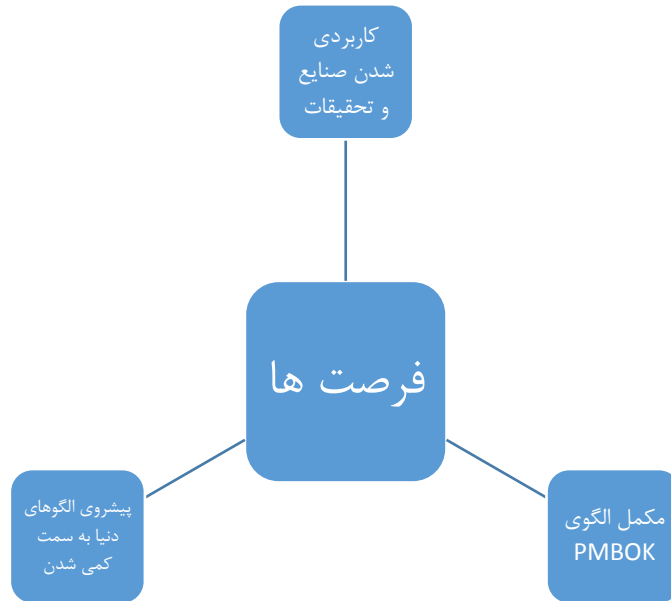 کاربردی
شدن صنایع
و تحقیقات
فرصت ها
مکمل الگوی
PMBOK
پیشروی الگوهای
دنیا به سمت
کمی شدن